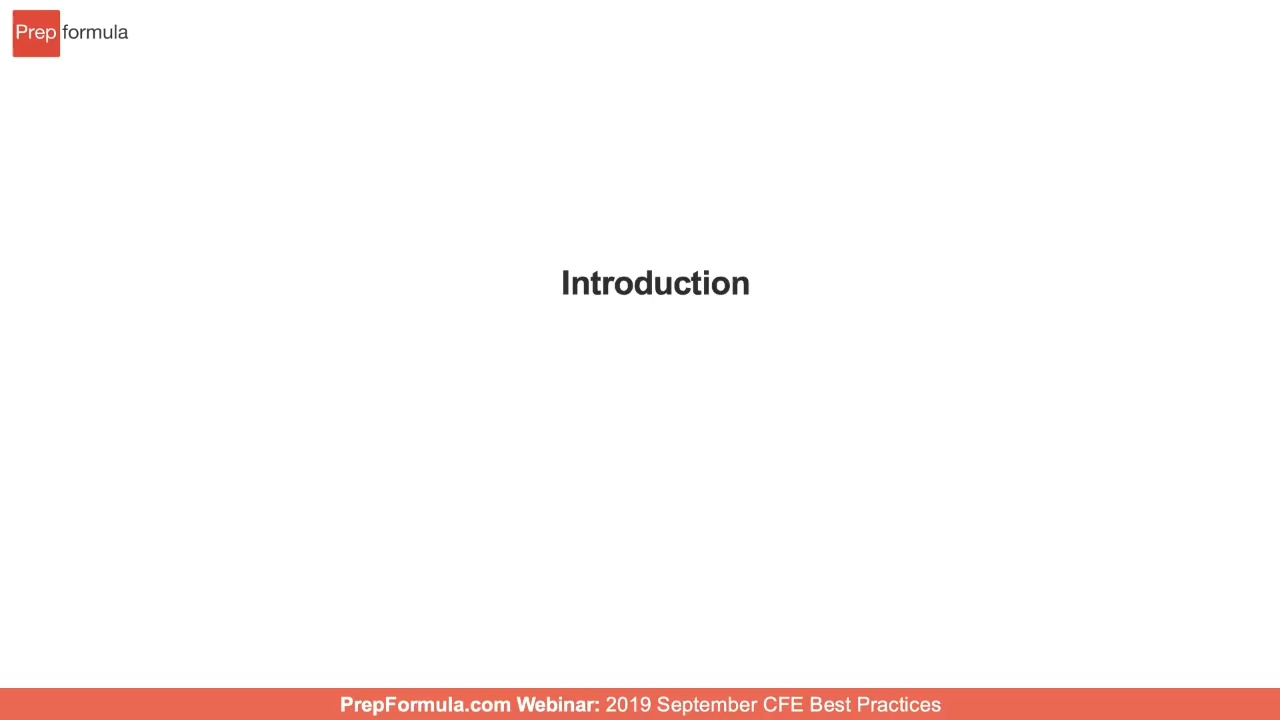 Prep formula
Introduction
PrepFormula.com Webinar: 2019 September CFE Best Practices